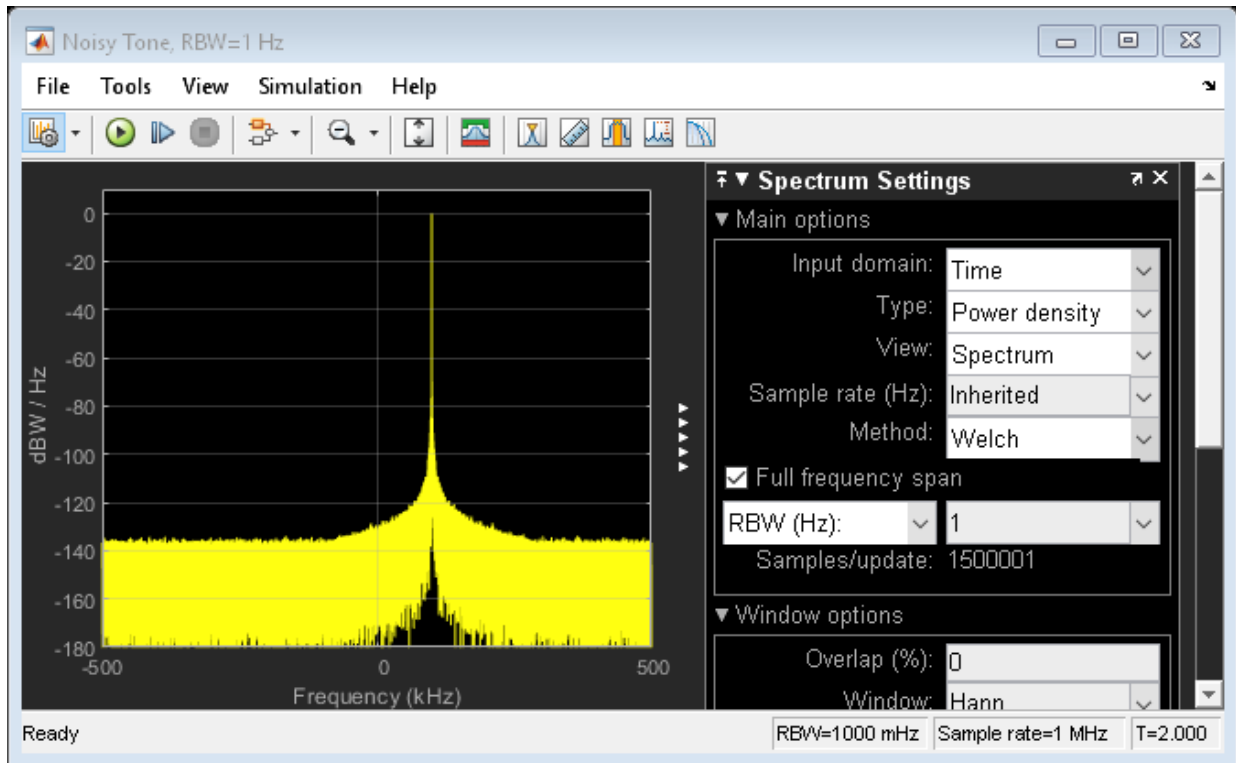 Noisy Tone, RBW=1 Hz
File Tools View Simulation Help
Spectrum Settings
Main options
Input domain: Time
Type: Power density
View: Spectrum
Sample rate (Hz): Inherited
Method: Welch
Full frequency span
RBW (Hz): 1
Samples/update: 1500001
Window options
Overlap (%): 0
Window: Hann
dBW / Hz
0
-20
-40
-60
-80
-100
-120
-140
-160
-180
-500 0 500
Frequency (kHz)
Ready RBW=1000 mHz Sample rate=1 MHz T=2.000